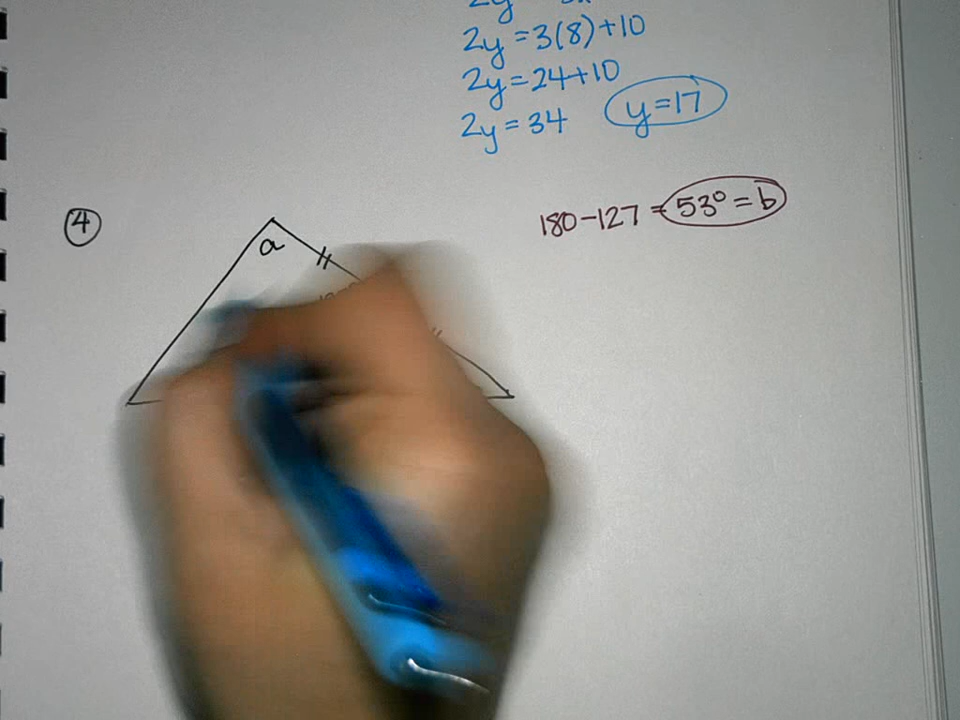 2y = 3(8)+10
2y = 24+10
2y = 34
y=17
4
180-127 = 53° = b
a